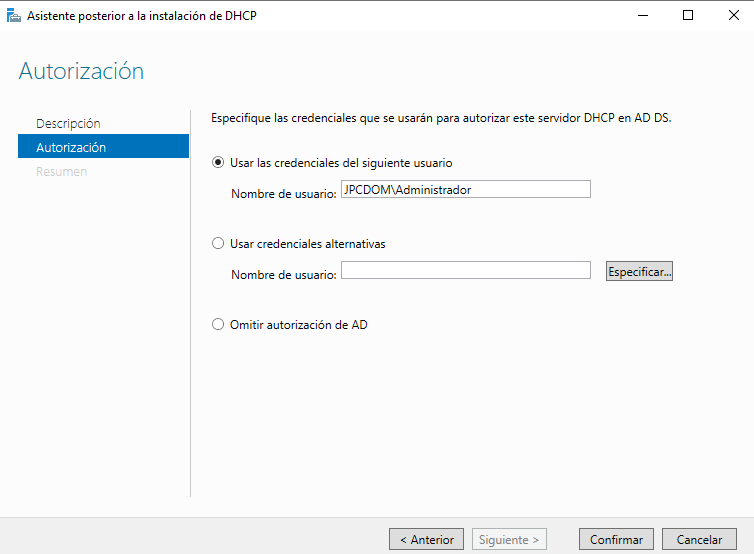 Asistente posterior a la instalación de DHCP
Autorización
Descripción
Autorización
Resumen
Especifique las credenciales que se usarán para autorizar este servidor DHCP en AD DS.
Usar las credenciales del siguiente usuario
Nombre de usuario: JPCDOM\Administrador
Usar credenciales alternativas
Nombre de usuario:
Especificar...
Omitir autorización de AD
< Anterior
Siguiente >
Confirmar
Cancelar